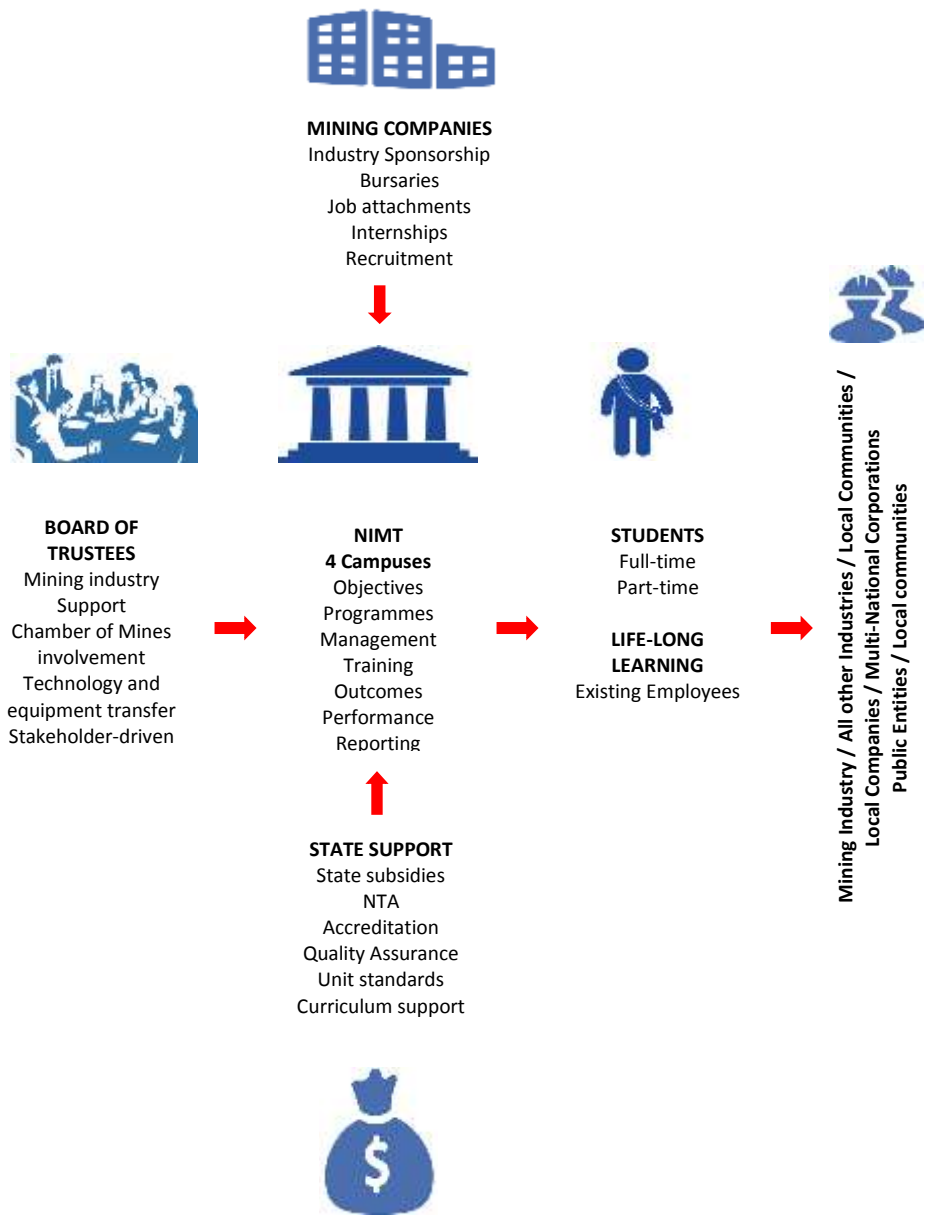 MINING COMPANIES
Industry Sponsorship
Bursaries
Job attachments
Internships
Recruitment
BOARD OF
TRUSTEES
Mining industry
Support
Chamber of Mines
involvement
Technology and
equipment transfer
Stakeholder-driven
NIMT
4 Campuses
Objectives
Programmes
Management
Training
Outcomes
Performance
Reporting
STUDENTS
Full-time
Part-time
LIFE-LONG
LEARNING
Existing Employees
Mining Industry / All other Industries / Local Communities /
Local Companies / Multi-National Corporations
Public Entities / Local communities
STATE SUPPORT
State subsidies
NTA
Accreditation
Quality Assurance
Unit standards
Curriculum support
$